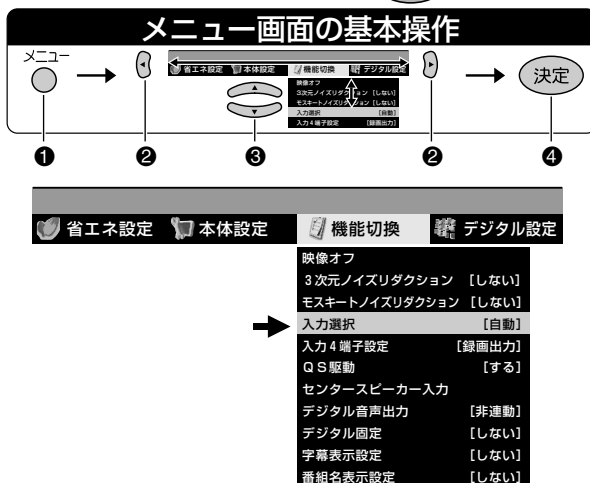 メニュー画面の基本操作
メニュー
省エネ設定 本体設定 機能切換 デジタル設定
映像オフ
3次元ノイズリダクション [しない]
モスキートノイズリダクション [しない]
入力選択 [自動]
入力4端子設定 [録画出力]
決定
❶ ❷ ❸ ❷ ❹
省エネ設定 本体設定 機能切換 デジタル設定
映像オフ
3次元ノイズリダクション [しない]
モスキートノイズリダクション [しない]
入力選択 [自動]
入力4端子設定 [録画出力]
QS駆動 [する]
センタースピーカー入力
デジタル音声出力 [非連動]
デジタル固定 [しない]
字幕表示設定 [しない]
番組名表示設定 [しない]